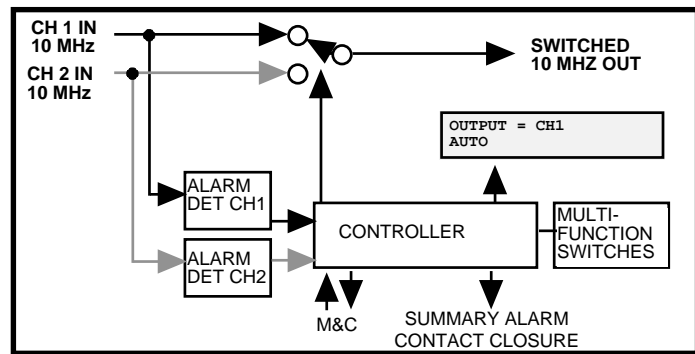 CH 1 IN
10 MHz
SWITCHED
10 MHZ OUT
CH 2 IN
10 MHz
OUTPUT = CH1
AUTO
ALARM
DET CH1
CONTROLLER
MULTI-
FUNCTION
SWITCHES
ALARM
DET CH2
M&C
SUMMARY ALARM
CONTACT CLOSURE